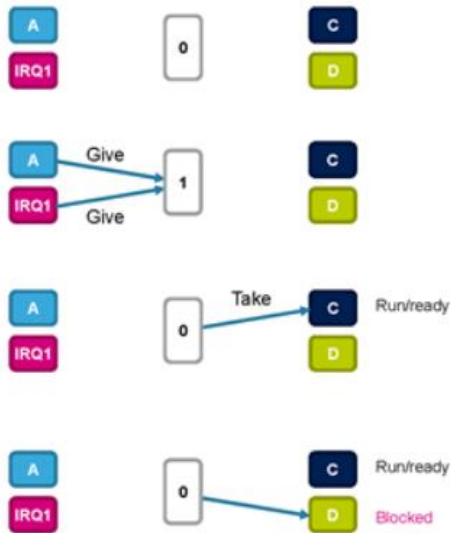 A 0 C
IRQ1 D
A Give C
1
IRQ1 Give D
Take
A C Run/ready
0
IRQ1 D
A C Run/ready
0
IRQ1 D Blocked